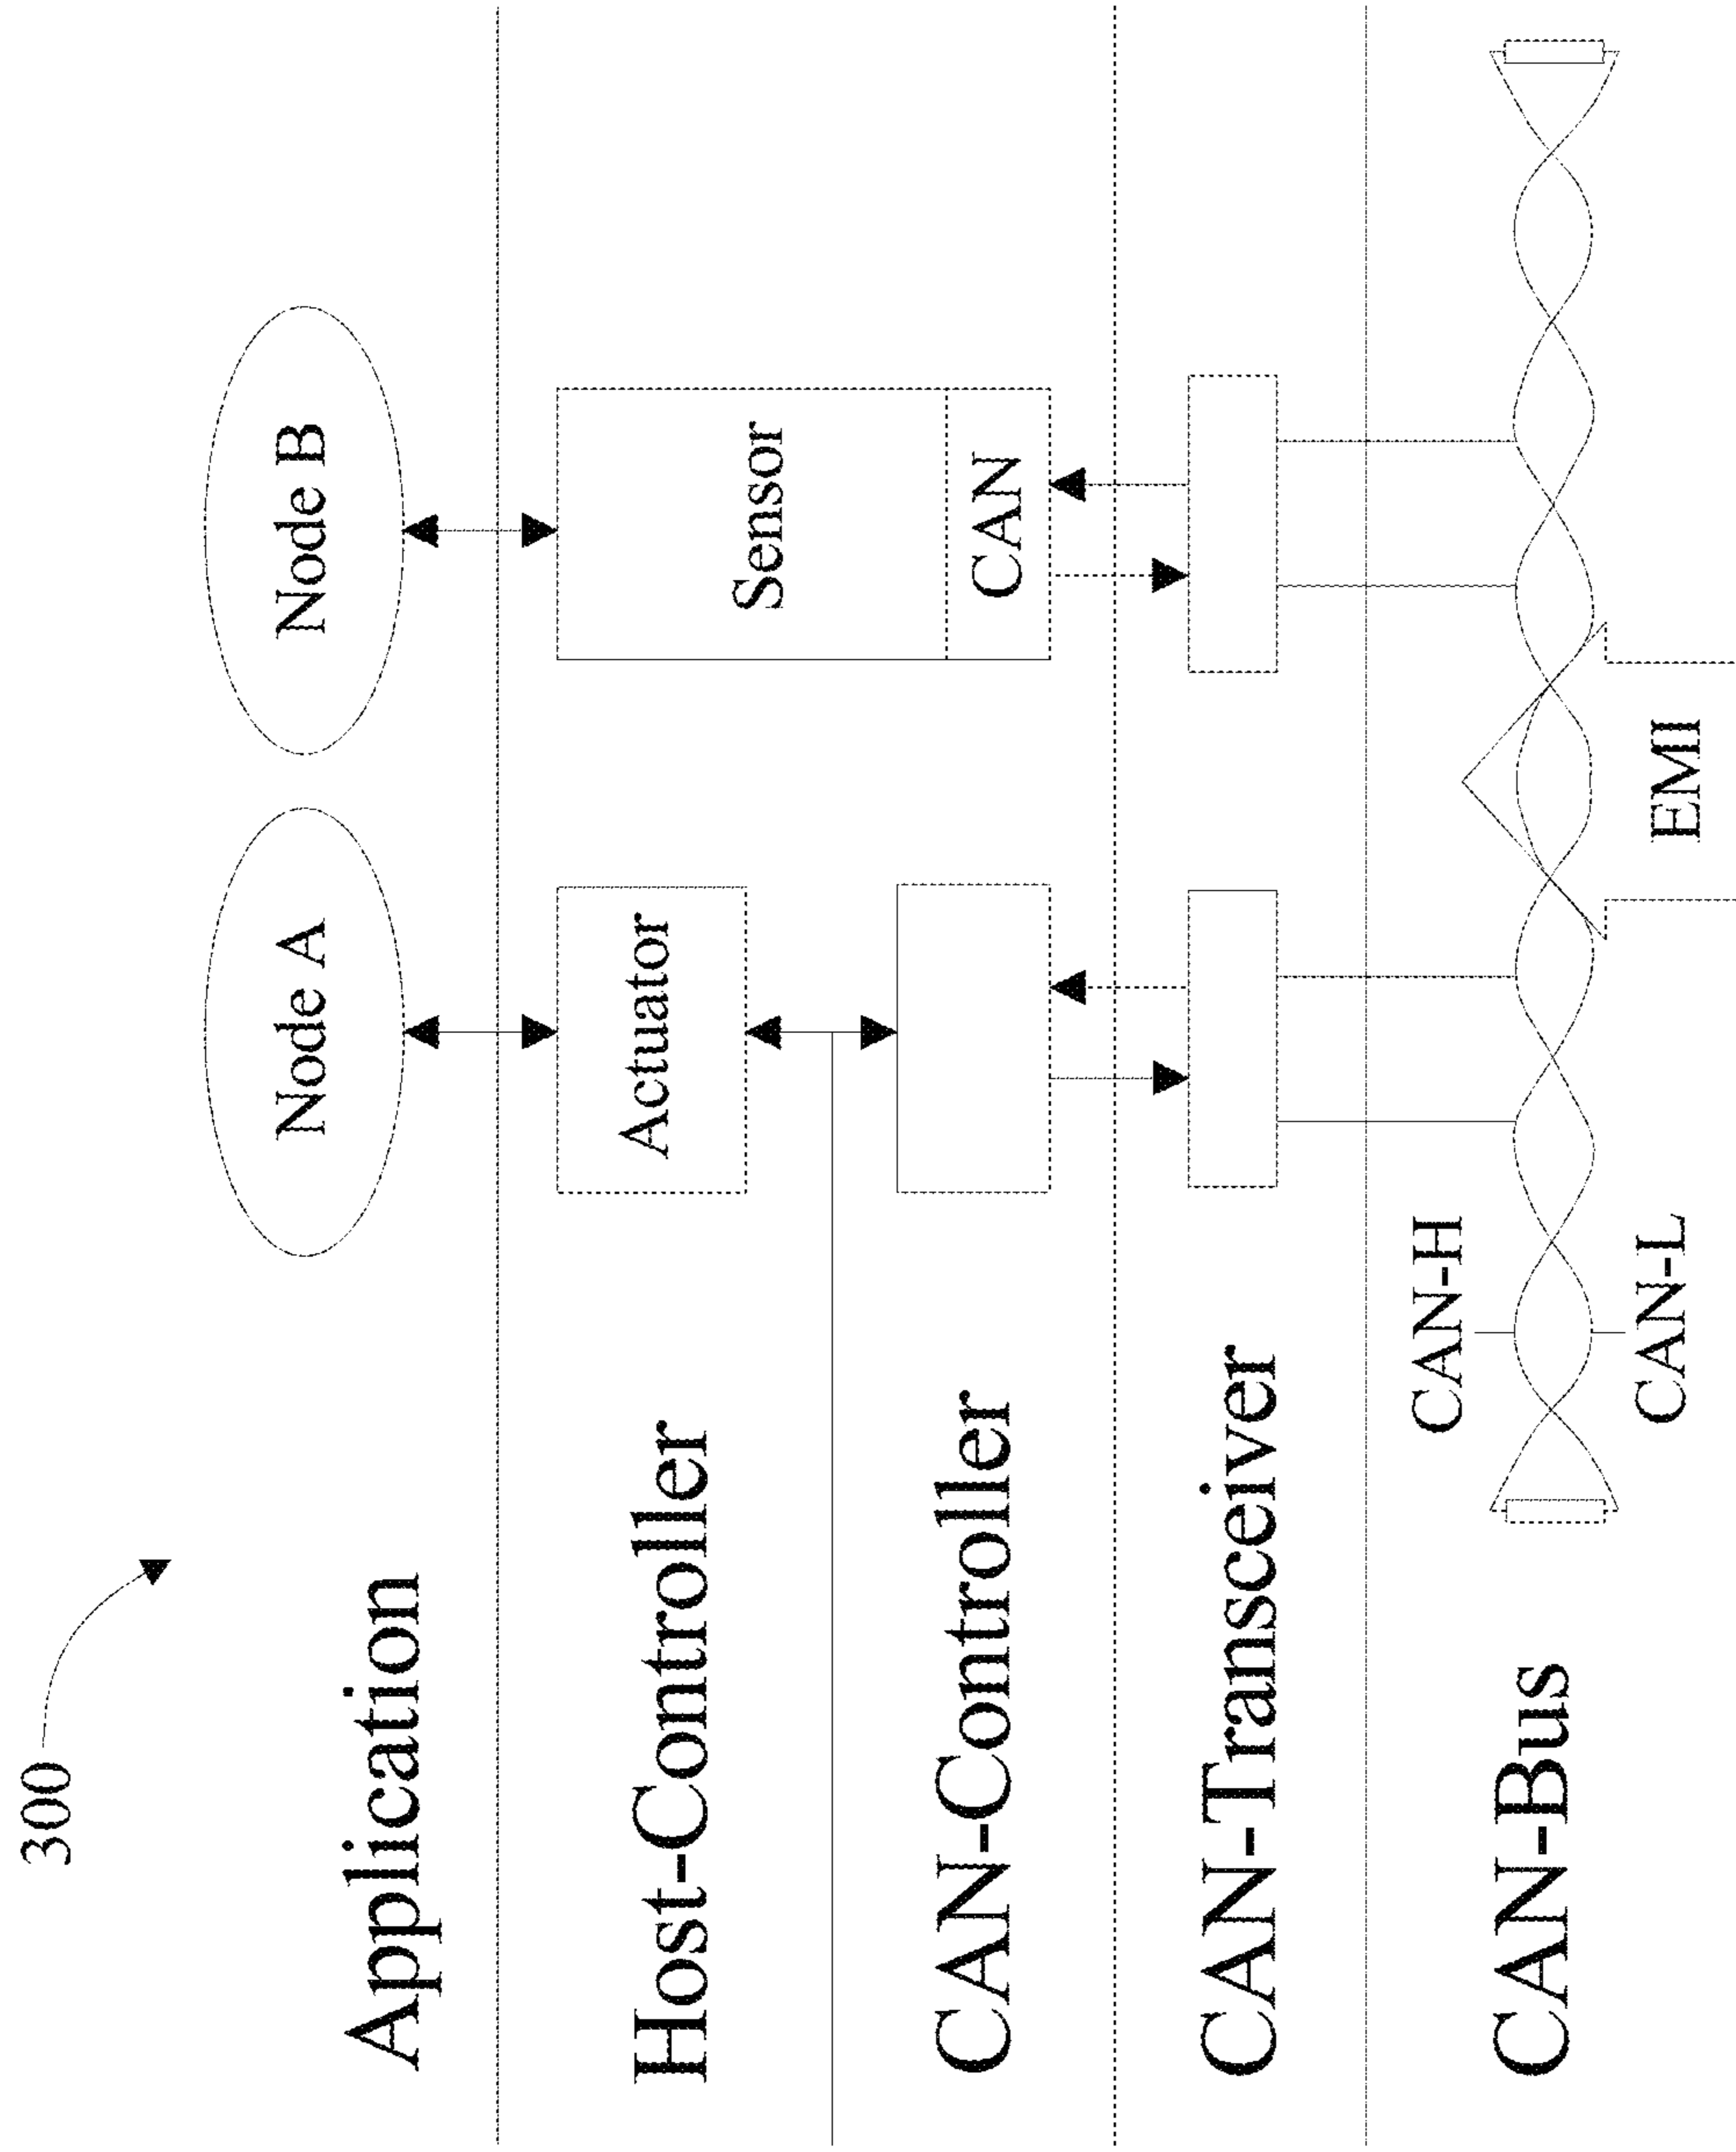 300
Application
Node A
Node B
Host-Controller
Actuator
Sensor
CAN-Controller
CAN
CAN-Transceiver
CAN-Bus
CAN-H
CAN-L
EMI